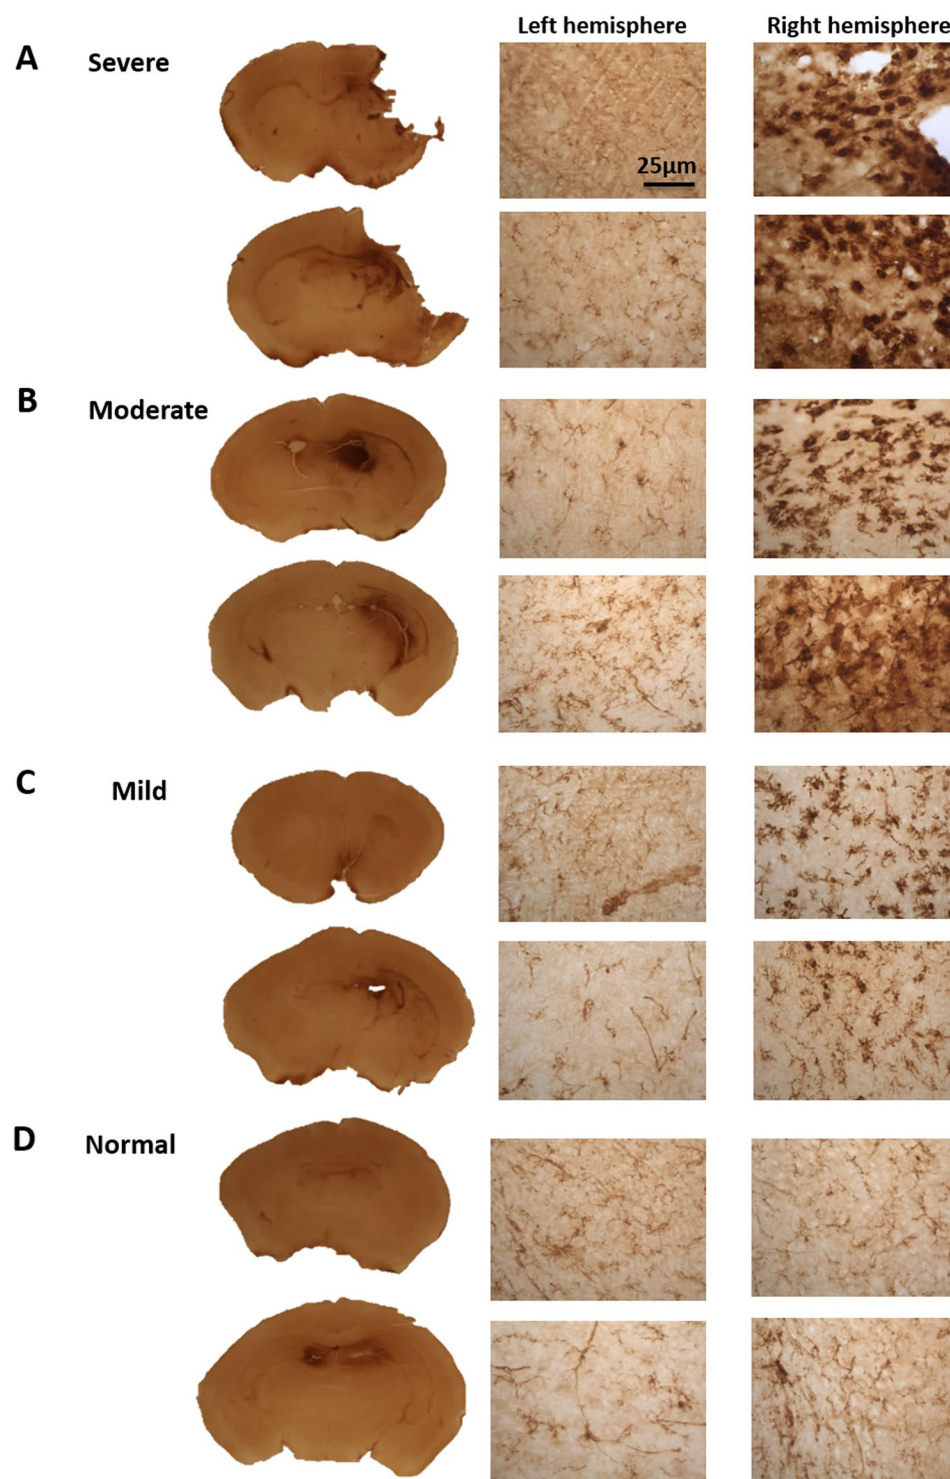 Left hemisphere
Right hemisphere
A
Severe
25μm
B
Moderate
C
Mild
D
Normal